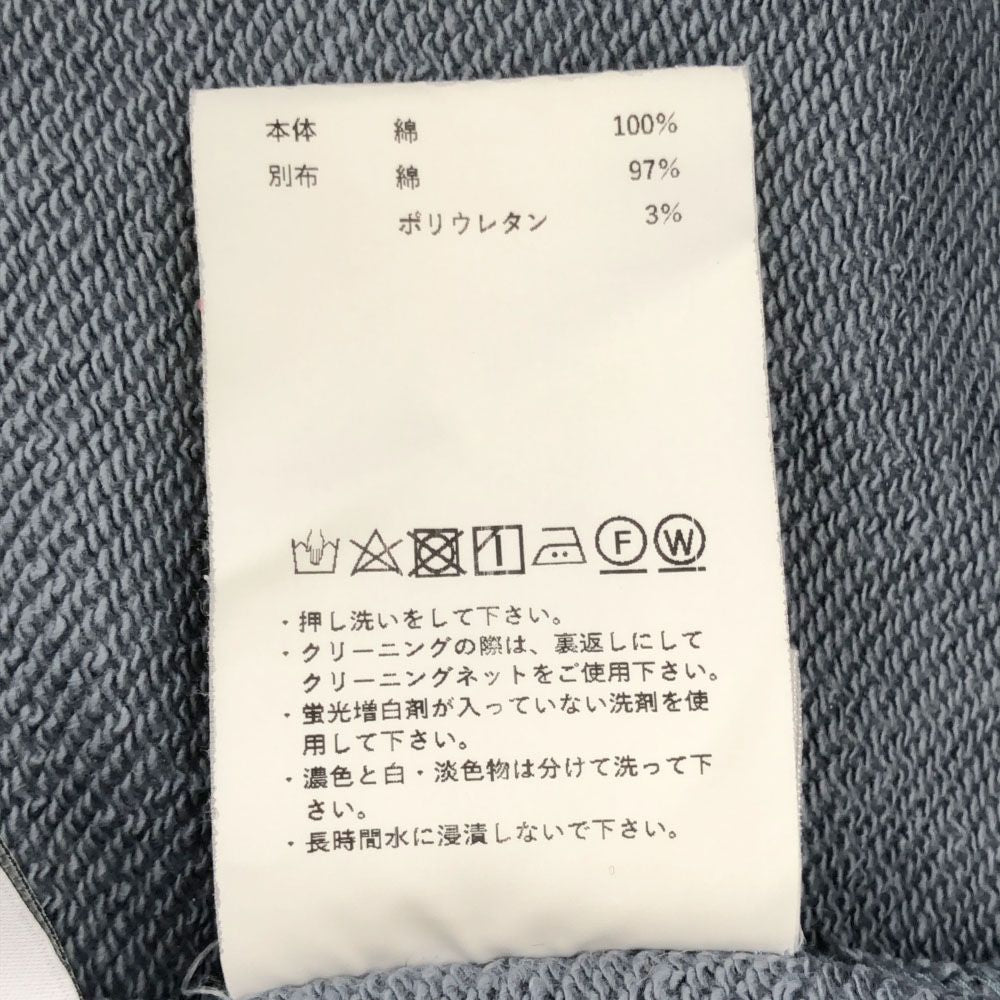 本体 綿 100%
別布 綿 97%
ポリウレタン 3%
F W
・押し洗いをして下さい。
・クリーニングの際は、裏返しにして
クリーニングネットをご使用下さい。
・蛍光増白剤が入っていない洗剤を使
用して下さい。
・濃色と白・淡色物は分けて洗って下
さい。
・長時間水に浸漬しないで下さい。